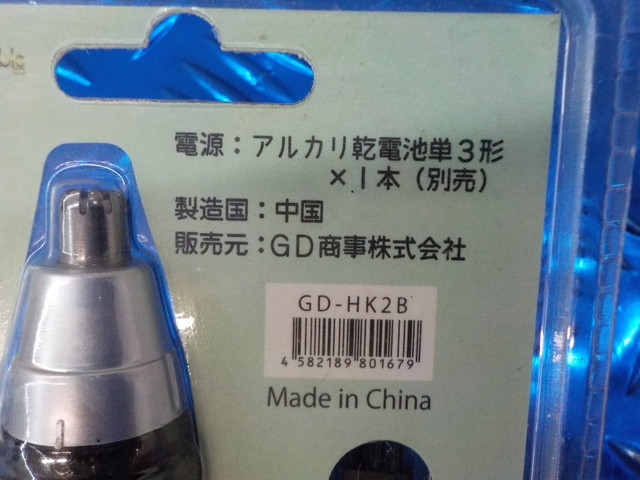 電源：アルカリ乾電池単３形
×１本（別売）
製造国：中国
販売元：ＧＤ商事株式会社
GD-HK2B
4 582189 801679
Made in China